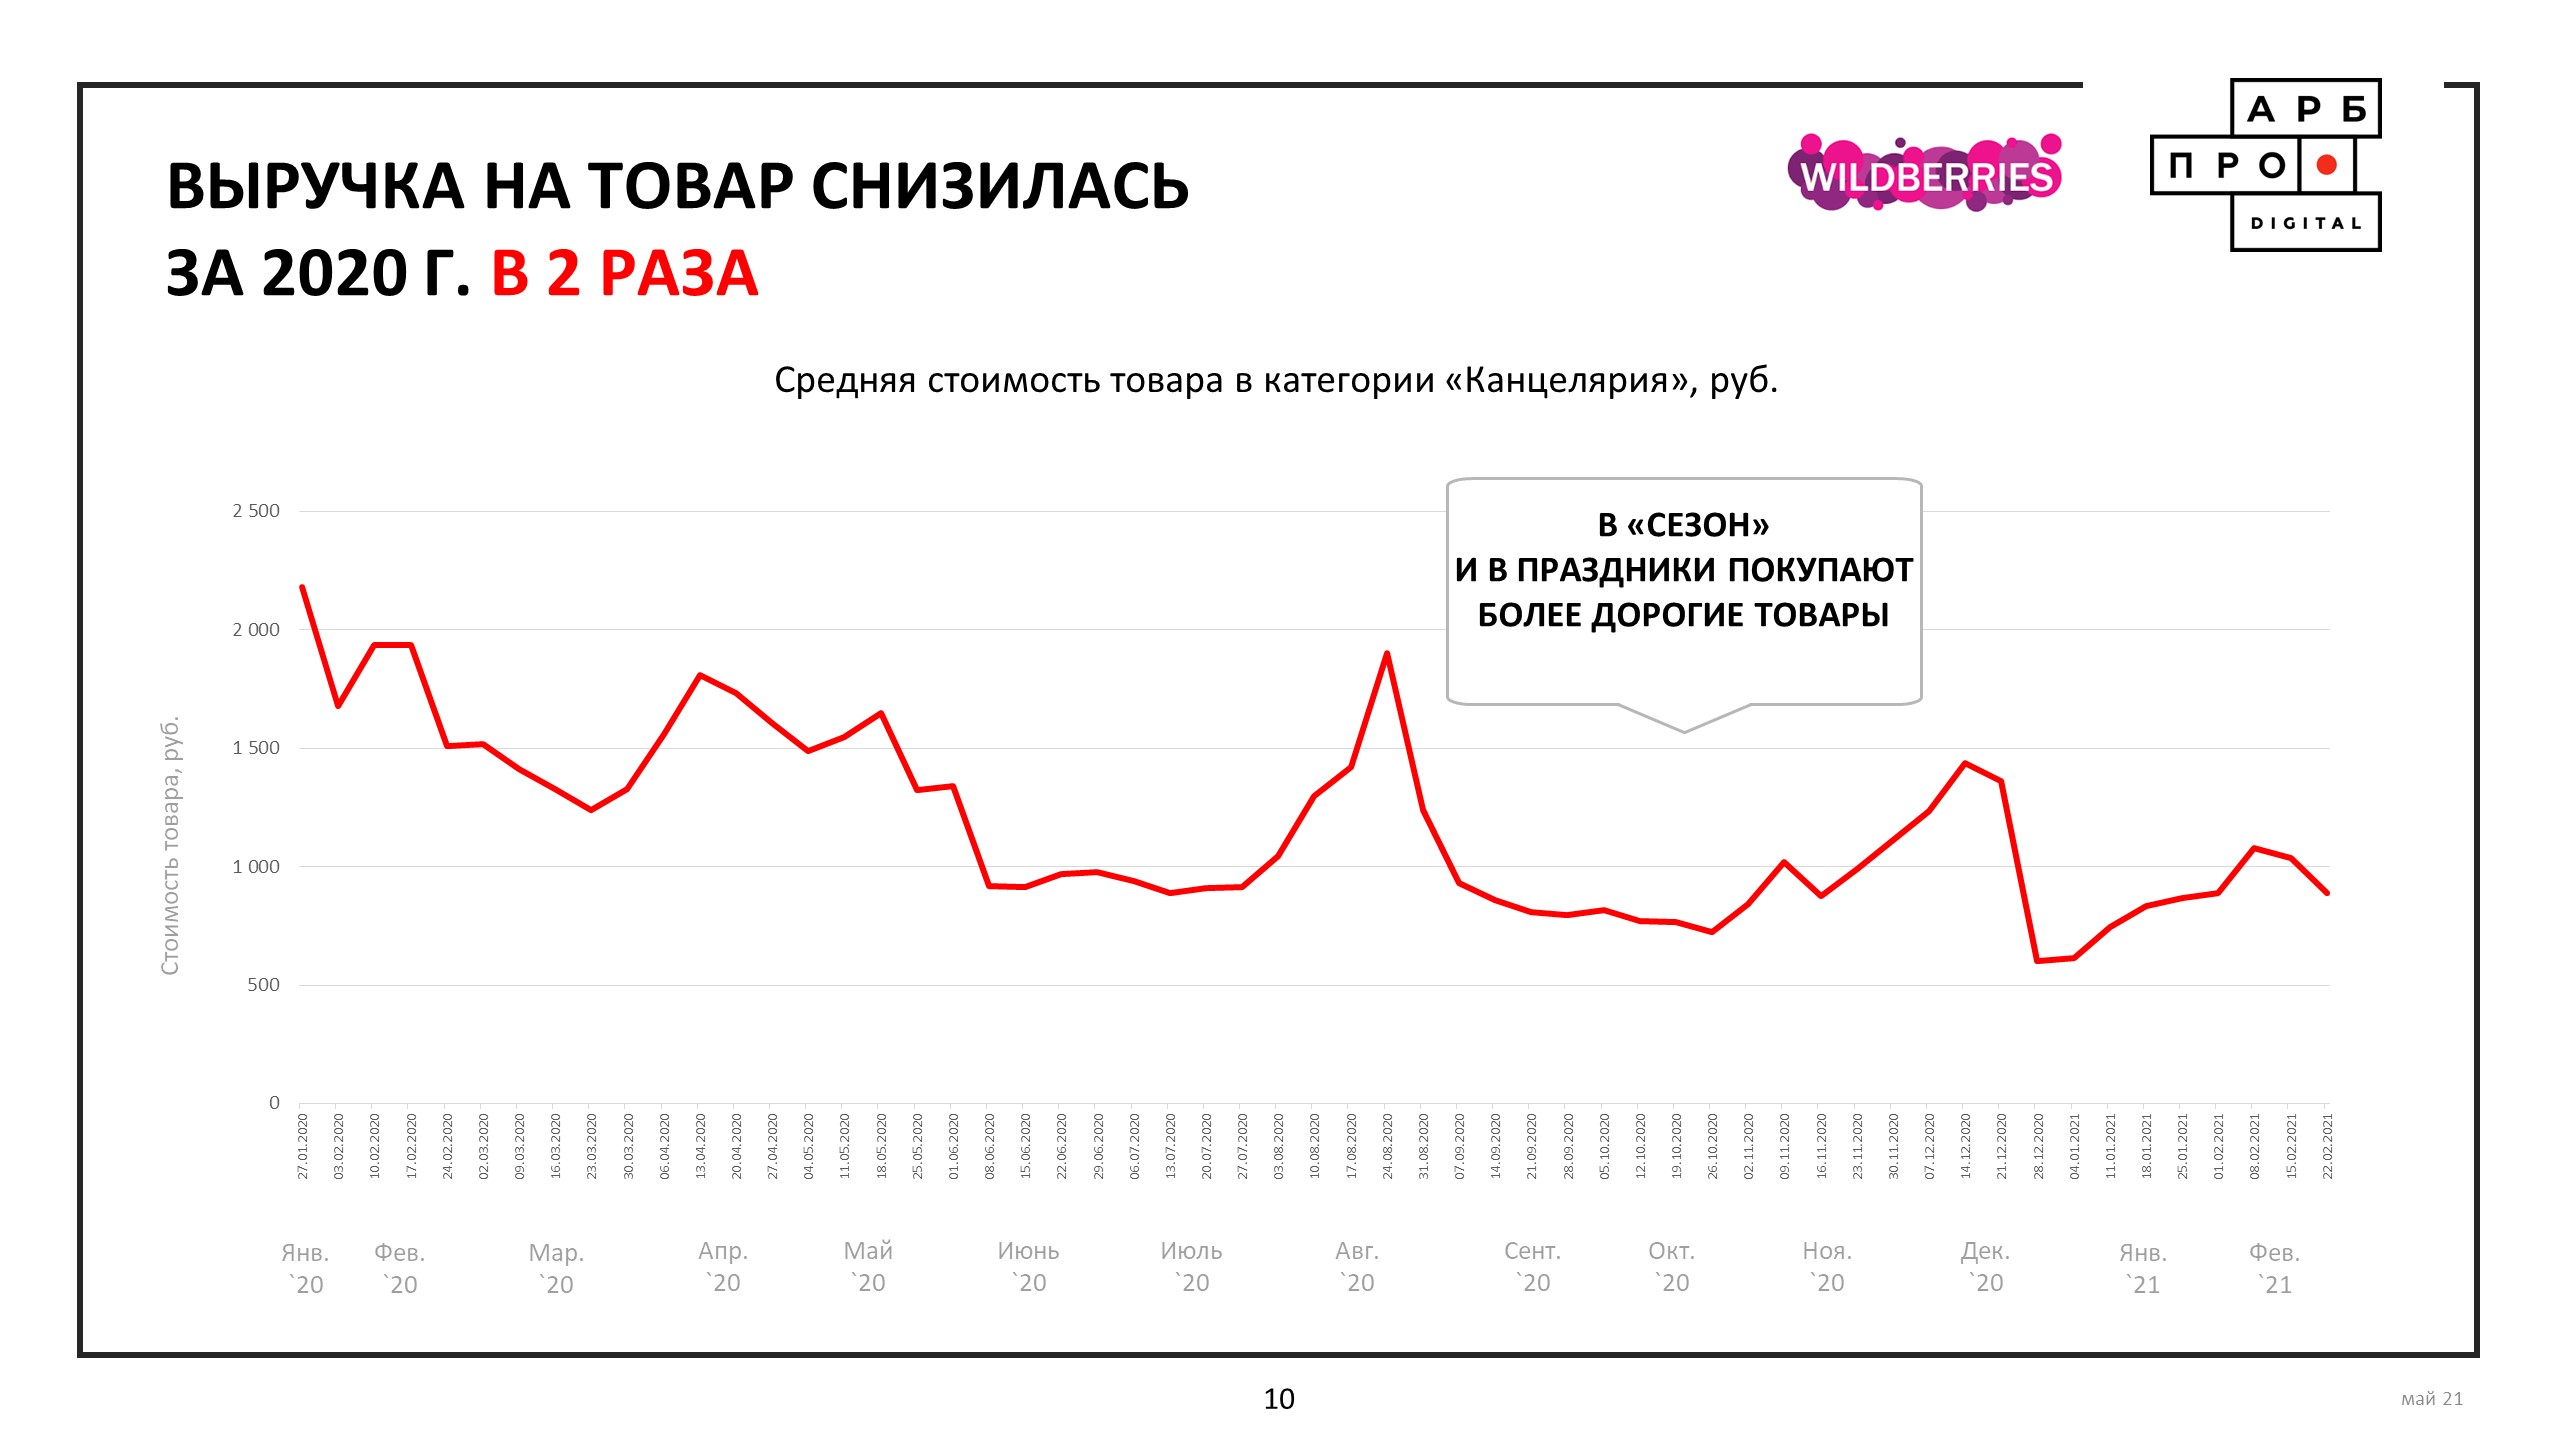 ВЫРУЧКА НА ТОВАР СНИЗИЛАСЬ
ЗА 2020 Г. В 2 РАЗА
WILDBERRIES
АРБ
ПРО
DIGITAL
Средняя стоимость товара в категории «Канцелярия», руб.
В «СЕЗОН»
И В ПРАЗДНИКИ ПОКУПАЮТ
БОЛЕЕ ДОРОГИЕ ТОВАРЫ
Стоимость товара, руб.
2 500
2 000
1 500
1 000
500
0
27.01.2020
03.02.2020
10.02.2020
17.02.2020
24.02.2020
02.03.2020
09.03.2020
16.03.2020
23.03.2020
30.03.2020
06.04.2020
13.04.2020
20.04.2020
27.04.2020
04.05.2020
11.05.2020
18.05.2020
25.05.2020
01.06.2020
08.06.2020
15.06.2020
22.06.2020
29.06.2020
06.07.2020
13.07.2020
20.07.2020
27.07.2020
03.08.2020
10.08.2020
17.08.2020
24.08.2020
31.08.2020
07.09.2020
14.09.2020
21.09.2020
28.09.2020
05.10.2020
12.10.2020
19.10.2020
26.10.2020
02.11.2020
09.11.2020
16.11.2020
23.11.2020
30.11.2020
07.12.2020
14.12.2020
21.12.2020
28.12.2020
04.01.2021
11.01.2021
18.01.2021
25.01.2021
01.02.2021
08.02.2021
15.02.2021
22.02.2021
Янв. `20
Фев. `20
Мар. `20
Апр. `20
Май `20
Июнь `20
Июль `20
Авг. `20
Сент. `20
Окт. `20
Ноя. `20
Дек. `20
Янв. `21
Фев. `21
10
май 21